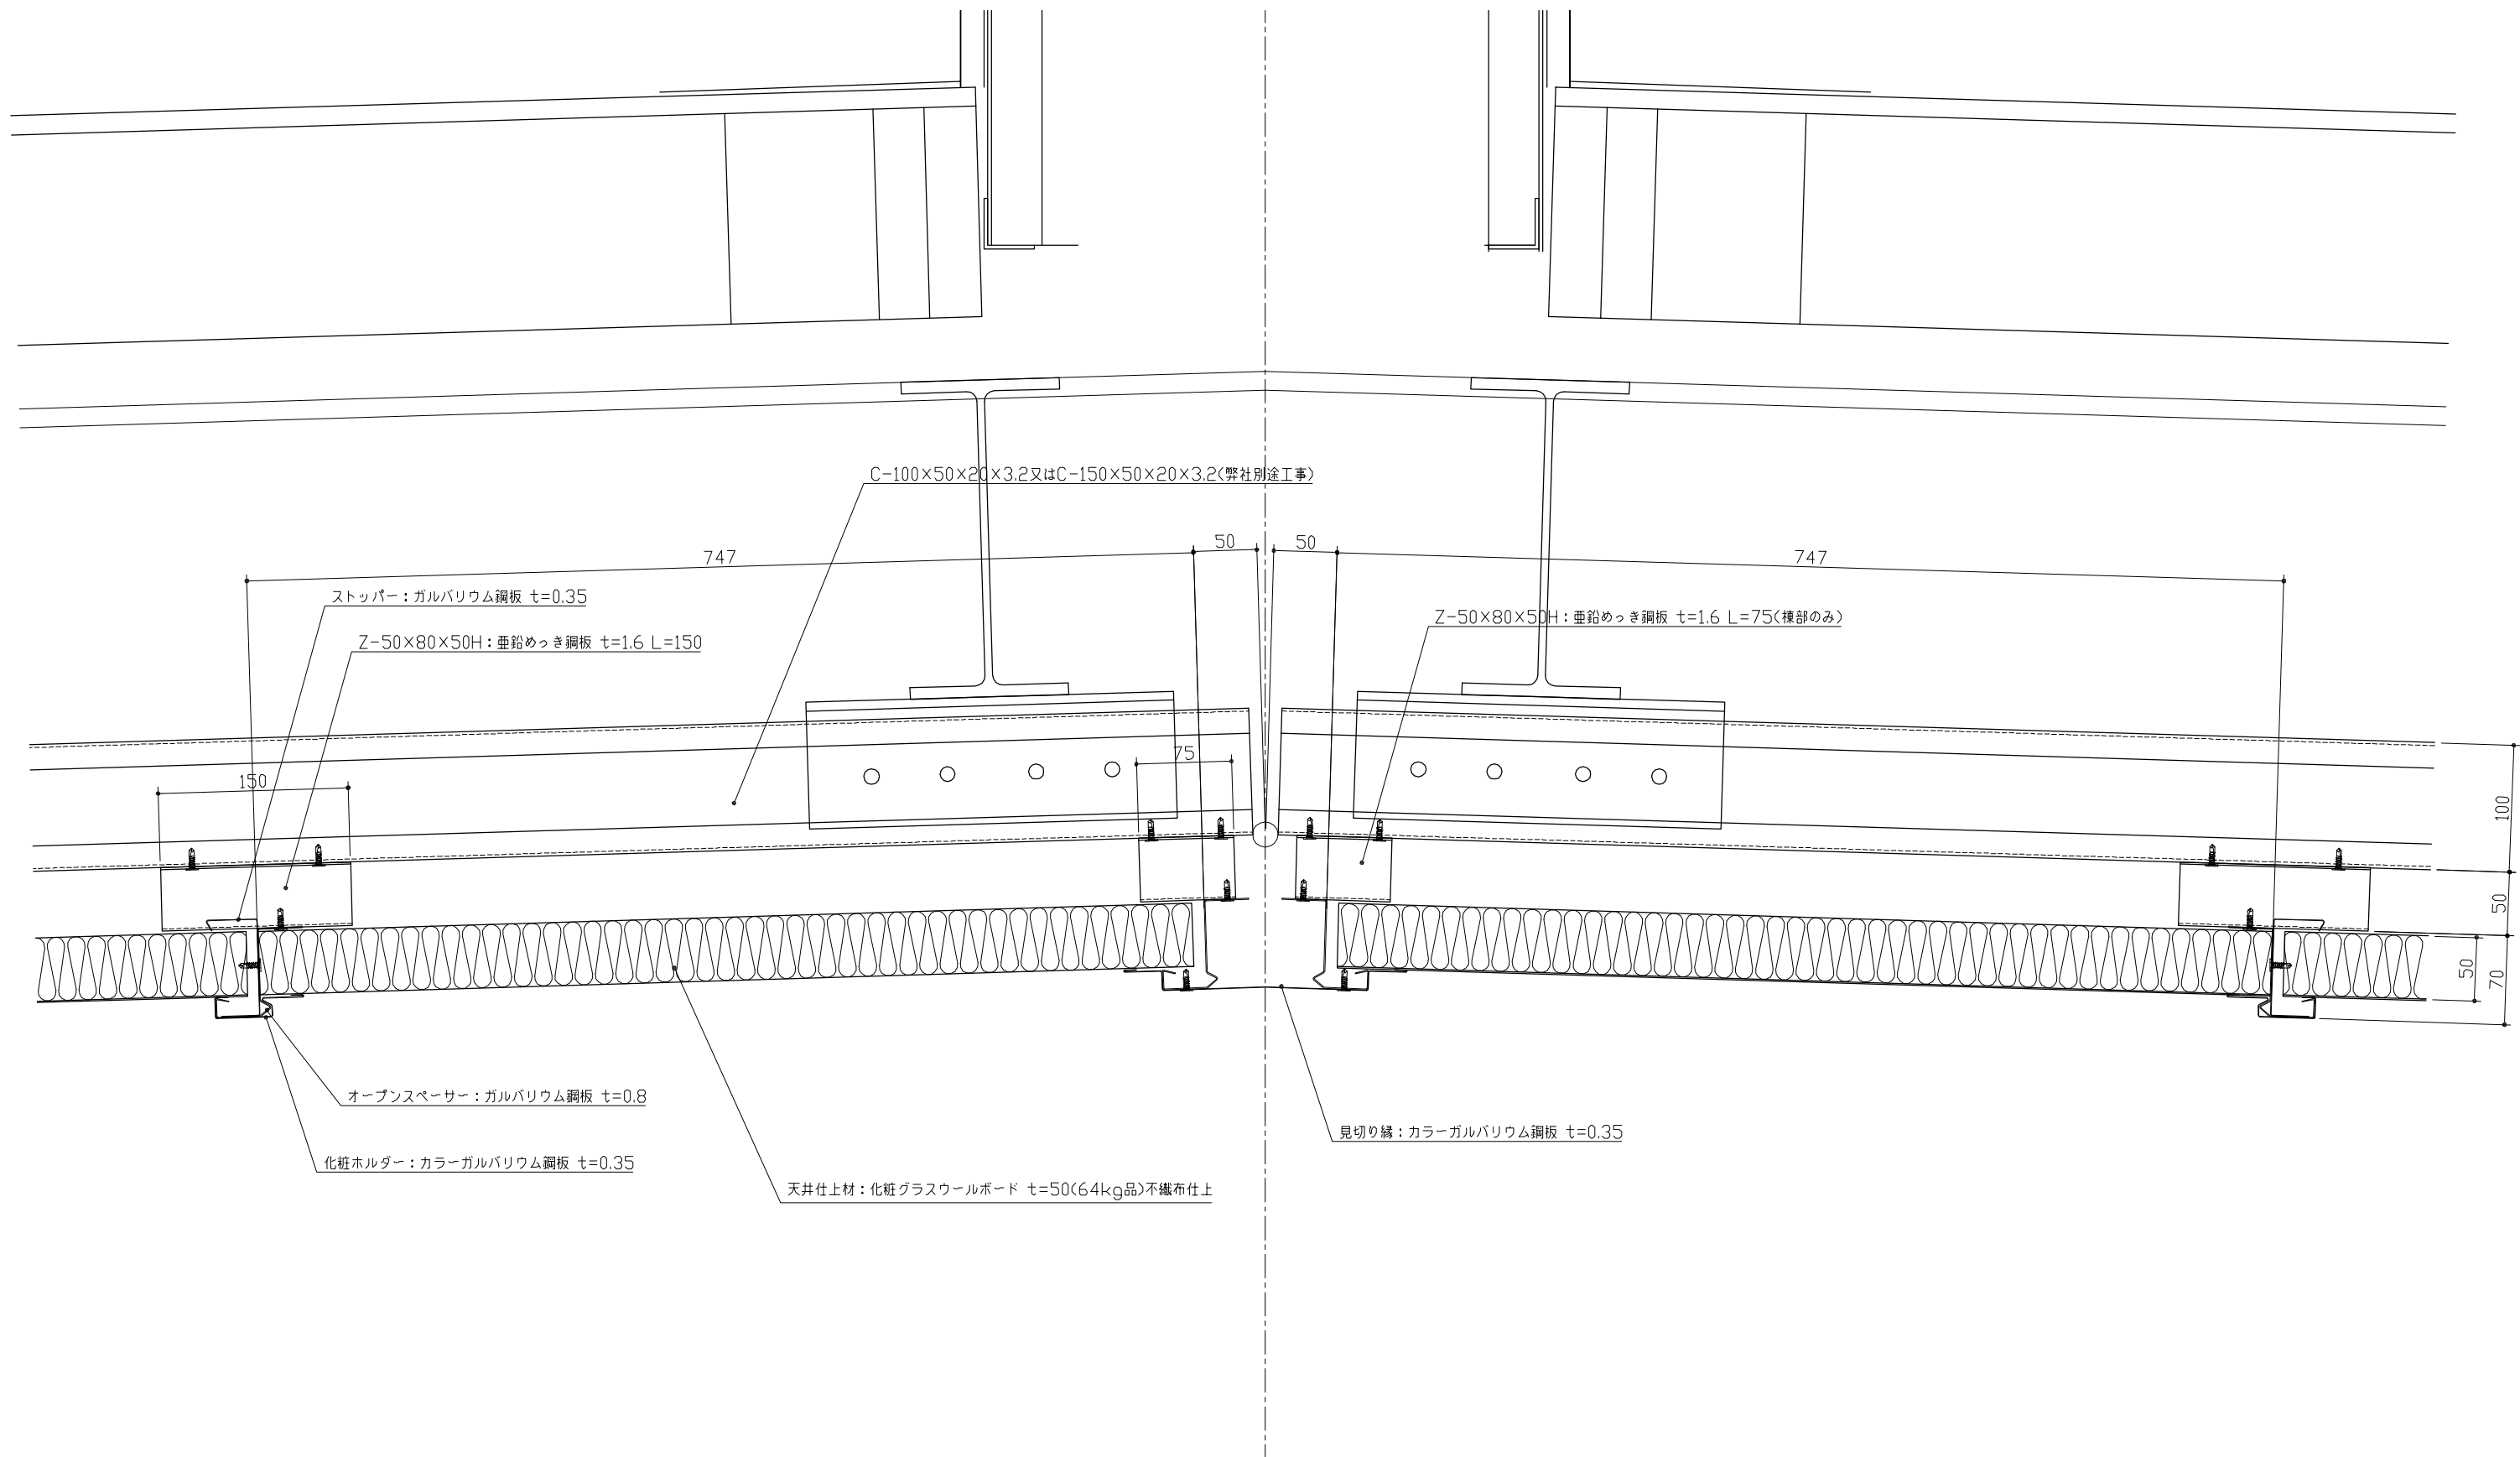 C-100×50×20×3.2又はC-150×50×20×3.2(弊社別途工事)
50
50
747
747
ストッパー：ガルバリウム鋼板 t=0.35
Z-50×80×50H：亜鉛めっき鋼板 t=1.6 L=75(棟部のみ)
Z-50×80×50H：亜鉛めっき鋼板 t=1.6 L=150
75
150
100
50
50
70
オープンスペーサー：ガルバリウム鋼板 t=0.8
見切り縁：カラーガルバリウム鋼板 t=0.35
化粧ホルダー：カラーガルバリウム鋼板 t=0.35
天井仕上材：化粧グラスウールボード t=50(64kg品)不織布仕上